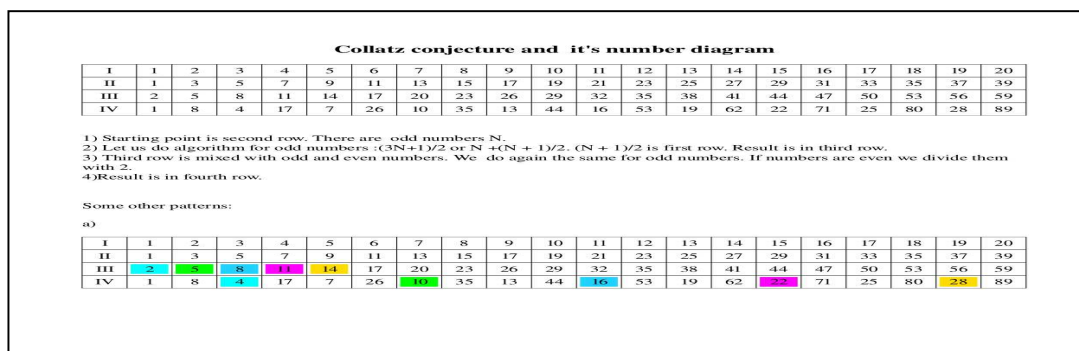 Collatz conjecture and it's number diagram
I 1 2 3 4 5 6 7 8 9 10 11 12 13 14 15 16 17 18 19 20
II 1 3 5 7 9 11 13 15 17 19 21 23 25 27 29 31 33 35 37 39
III 2 5 8 11 14 17 20 23 26 29 32 35 38 41 44 47 50 53 56 59
IV 1 8 4 17 7 26 10 35 13 44 16 53 19 62 22 71 25 80 28 89
1) Starting point is second row. There are odd numbers N.
2) Let us do algorithm for odd numbers :(3N+1)/2 or N +(N + 1)/2. (N + 1)/2 is first row. Result is in third row.
3) Third row is mixed with odd and even numbers. We do again the same for odd numbers. If numbers are even we divide them
with 2.
4)Result is in fourth row.
Some other patterns:
a)
I 1 2 3 4 5 6 7 8 9 10 11 12 13 14 15 16 17 18 19 20
II 1 3 5 7 9 11 13 15 17 19 21 23 25 27 29 31 33 35 37 39
III 2 5 8 11 14 17 20 23 26 29 32 35 38 41 44 47 50 53 56 59
IV 1 8 4 17 7 26 10 35 13 44 16 53 19 62 22 71 25 80 28 89